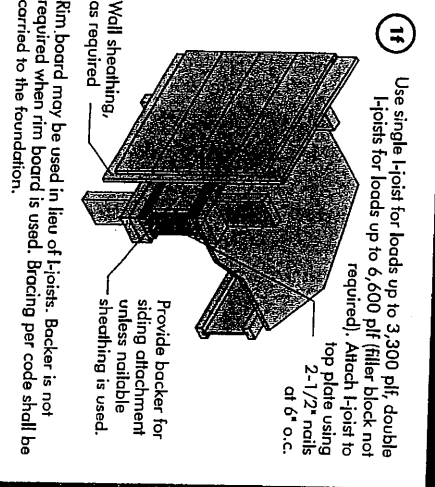 1f
Use single I-joist for loads up to 3,300 plf, double
I-joists for loads up to 6,600 plf (filler block not
required). Attach I-joist to
top plate using
2-1/2" nails
at 6" o.c.
Wall sheathing,
as required
Provide backer for
siding attachment
unless nailable
sheathing is used.
Rim board may be used in lieu of I-joists. Backer is not
required when rim board is used. Bracing per code shall be
carried to the foundation.